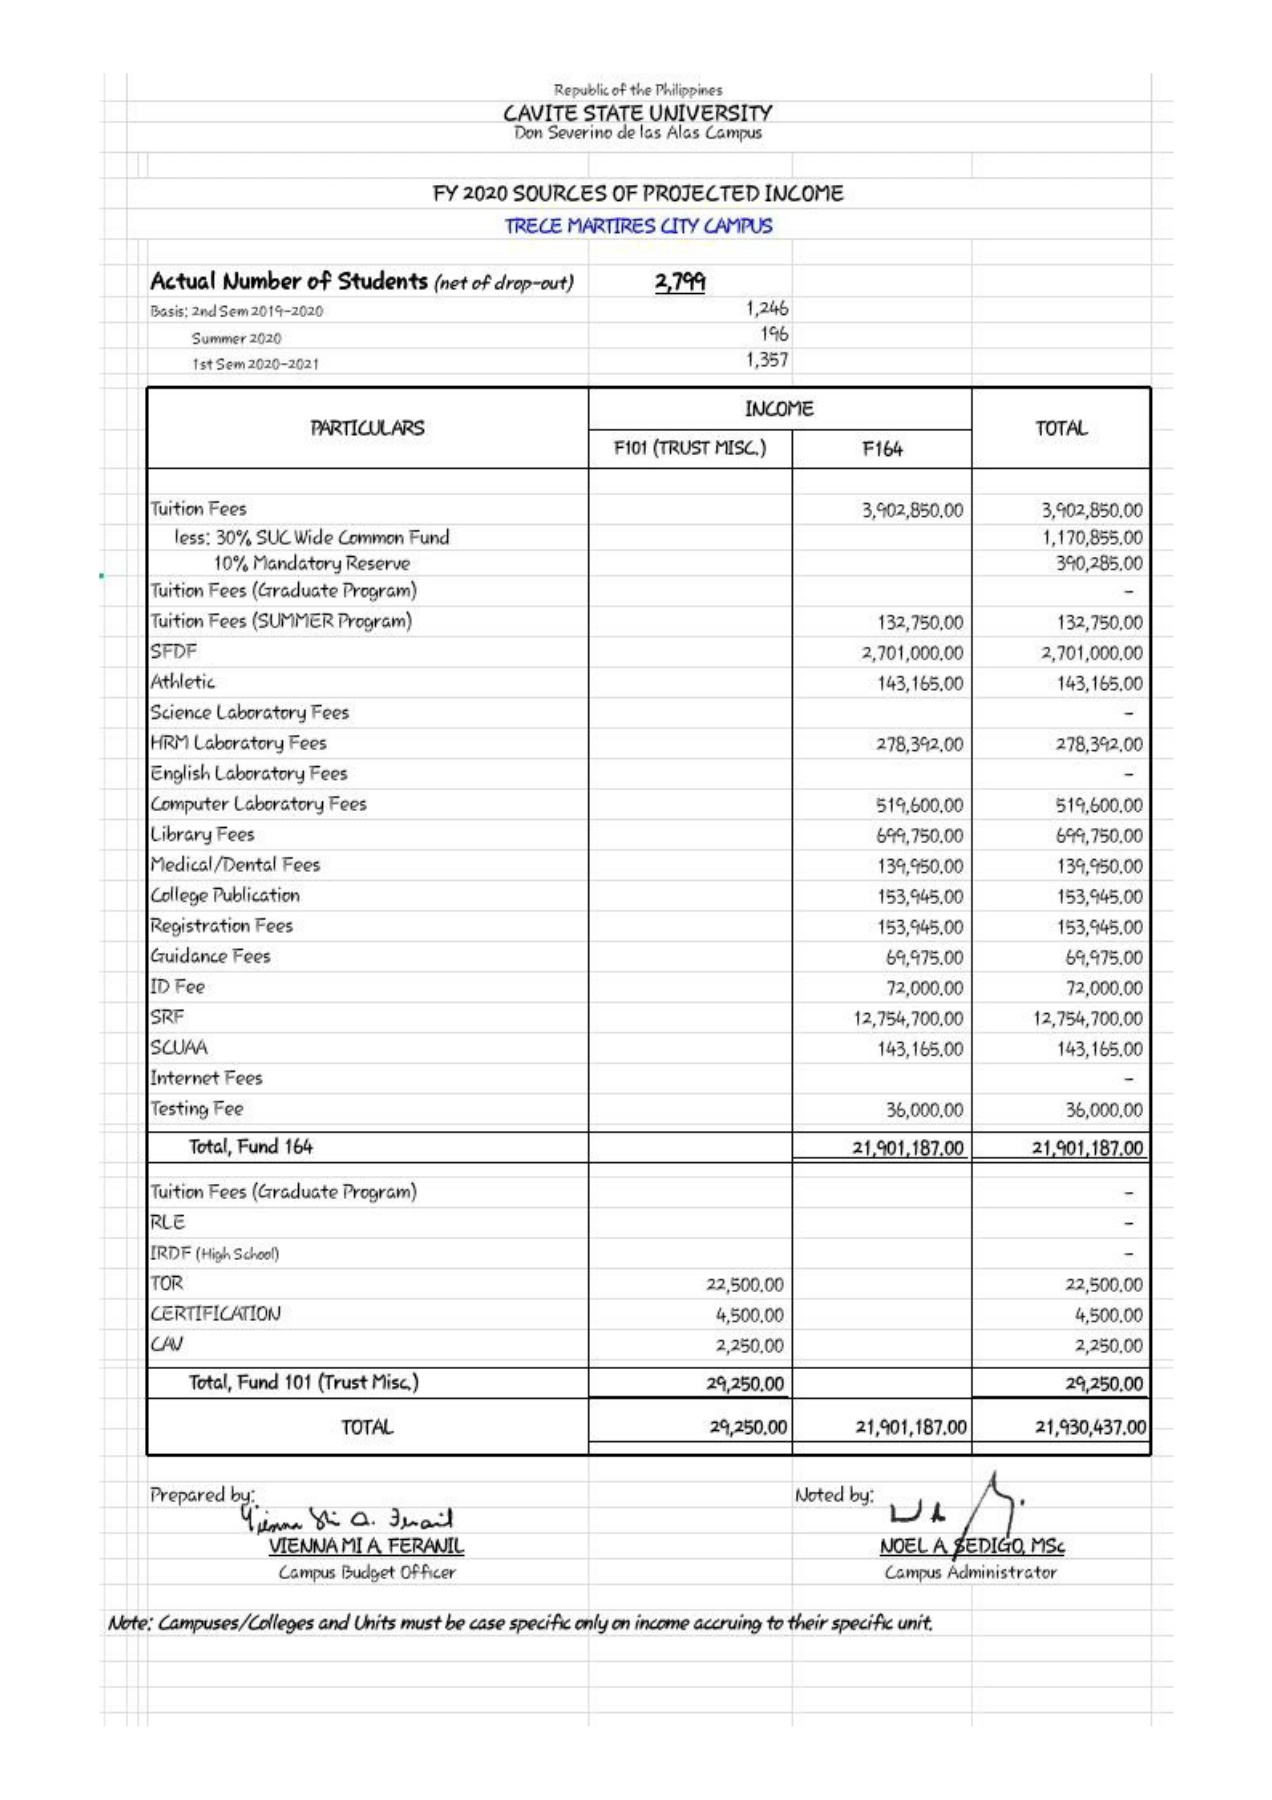 Republic of the Philippines
CAVITE STATE UNIVERSITY
Don Severino de las Alas Campus
FY 2020 SOURCES OF PROJECTED INCOME
TRECE MARTIRES CITY CAMPUS
Actual Number of Students (net of drop-out) 2,799
Basis: 2nd Sem 2019-2020 1,246
Summer 2020 196
1st Sem 2020-2021 1,357
PARTICULARS INCOME TOTAL
F101 (TRUST MISC.) F164
Tuition Fees 3,902,850.00 3,902,850.00
less: 30% SUC Wide Common Fund 1,170,855.00
10% Mandatory Reserve 390,285.00
Tuition Fees (Graduate Program) -
Tuition Fees (SUMMER Program) 132,750.00 132,750.00
SFDF 2,701,000.00 2,701,000.00
Athletic 143,165.00 143,165.00
Science Laboratory Fees -
HRM Laboratory Fees 278,392.00 278,392.00
English Laboratory Fees -
Computer Laboratory Fees 519,600.00 519,600.00
Library Fees 699,750.00 699,750.00
Medical/Dental Fees 139,950.00 139,950.00
College Publication 153,945.00 153,945.00
Registration Fees 153,945.00 153,945.00
Guidance Fees 69,975.00 69,975.00
ID Fee 72,000.00 72,000.00
SRF 12,754,700.00 12,754,700.00
SCUAA 143,165.00 143,165.00
Internet Fees -
Testing Fee 36,000.00 36,000.00
Total, Fund 164 21,901,187.00 21,901,187.00
Tuition Fees (Graduate Program) -
RLE -
IRDF (High School) -
TOR 22,500.00 22,500.00
CERTIFICATION 4,500.00 4,500.00
CAV 2,250.00 2,250.00
Total, Fund 101 (Trust Misc.) 29,250.00 29,250.00
TOTAL 29,250.00 21,901,187.00 21,930,437.00
Prepared by: Noted by:
VIENNA MI A. FERANIL NOEL A. SEDIGO, MSc
Campus Budget Officer Campus Administrator
Note: Campuses/Colleges and Units must be case specific only on income accruing to their specific unit.